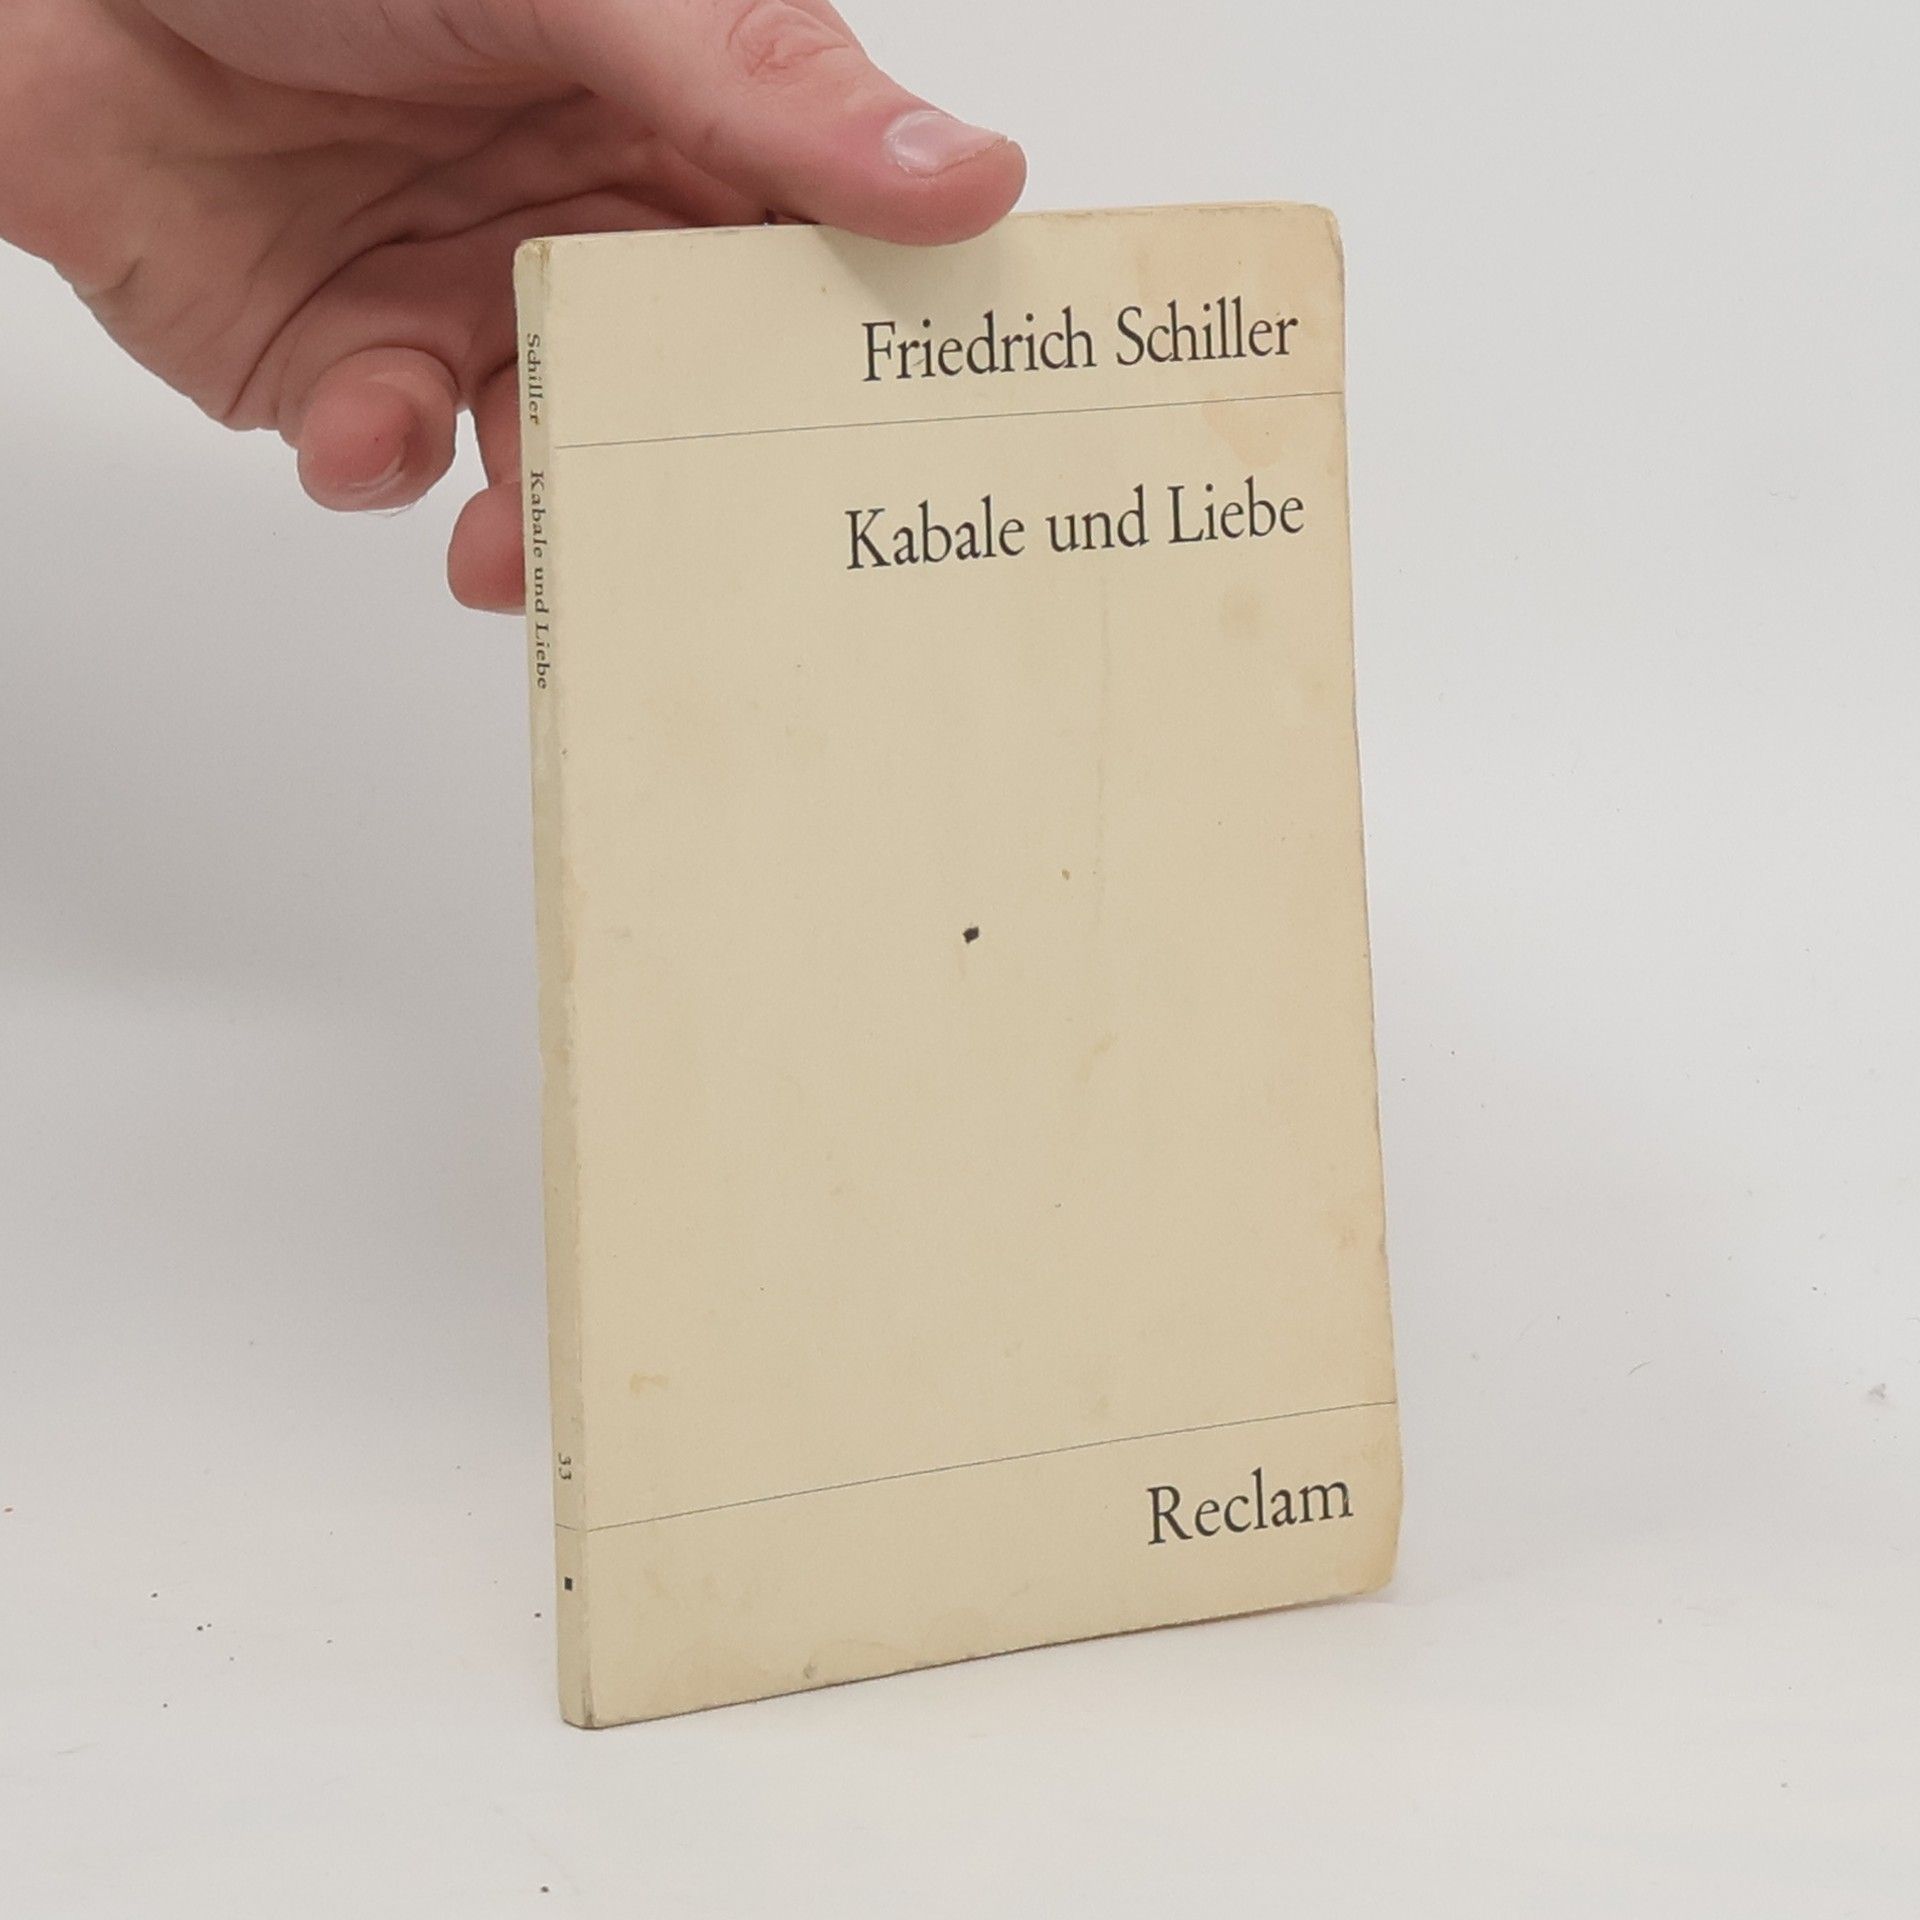 Friedrich Schiller
Kabale und Liebe
Reclam
Schiller Kabale und Liebe
33